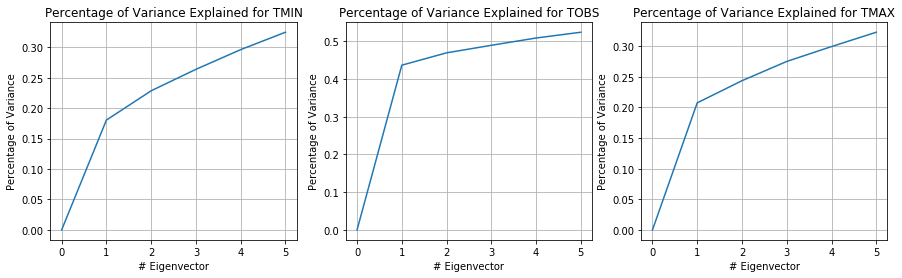 Percentage of Variance Explained for TMIN
0.30
0.25
0.20
0.15
0.10
0.05
0.00
Percentage of Variance
0 1 2 3 4 5
# Eigenvector
Percentage of Variance Explained for TOBS
0.5
0.4
0.3
0.2
0.1
0.0
Percentage of Variance
0 1 2 3 4 5
# Eigenvector
Percentage of Variance Explained for TMAX
0.30
0.25
0.20
0.15
0.10
0.05
0.00
Percentage of Variance
0 1 2 3 4 5
# Eigenvector